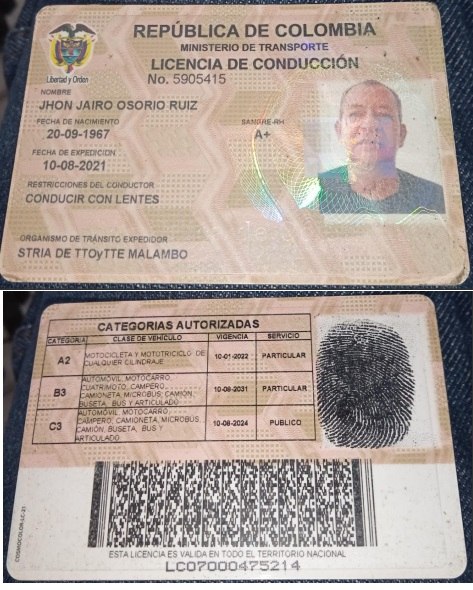 REPÚBLICA DE COLOMBIA
MINISTERIO DE TRANSPORTE
LICENCIA DE CONDUCCIÓN
Libertad y Orden
No. 5905415
NOMBRE
JHON JAIRO OSORIO RUIZ
FECHA DE NACIMIENTO
SANGRE-RH
20-09-1967
A+
FECHA DE EXPEDICION
10-08-2021
RESTRICCIONES DEL CONDUCTOR
CONDUCIR CON LENTES
ORGANISMO DE TRÁNSITO EXPEDIDOR
STRIA DE TTOyTTE MALAMBO
CATEGORIAS AUTORIZADAS
CATEGORIA CLASE DE VEHÍCULO VIGENCIA SERVICIO
A2 MOTOCICLETA Y MOTOTRICICLO DE CUALQUIER CILINDRAJE 10-01-2022 PARTICULAR
B3 AUTOMÓVIL, MOTOCARRO, CUATRIMOTO, CAMPERO, CAMIONETA, MICROBUS, CAMIÓN, BUSETA, BUS Y ARTICULADO 10-08-2031 PARTICULAR
C3 AUTOMÓVIL, MOTOCARRO, CAMPERO, CAMIONETA, MICROBUS, CAMIÓN, BUSETA, BUS Y ARTICULADO 10-08-2024 PUBLICO
ESTA LICENCIA ES VALIDA EN TODO EL TERRITORIO NACIONAL
LC07000475214